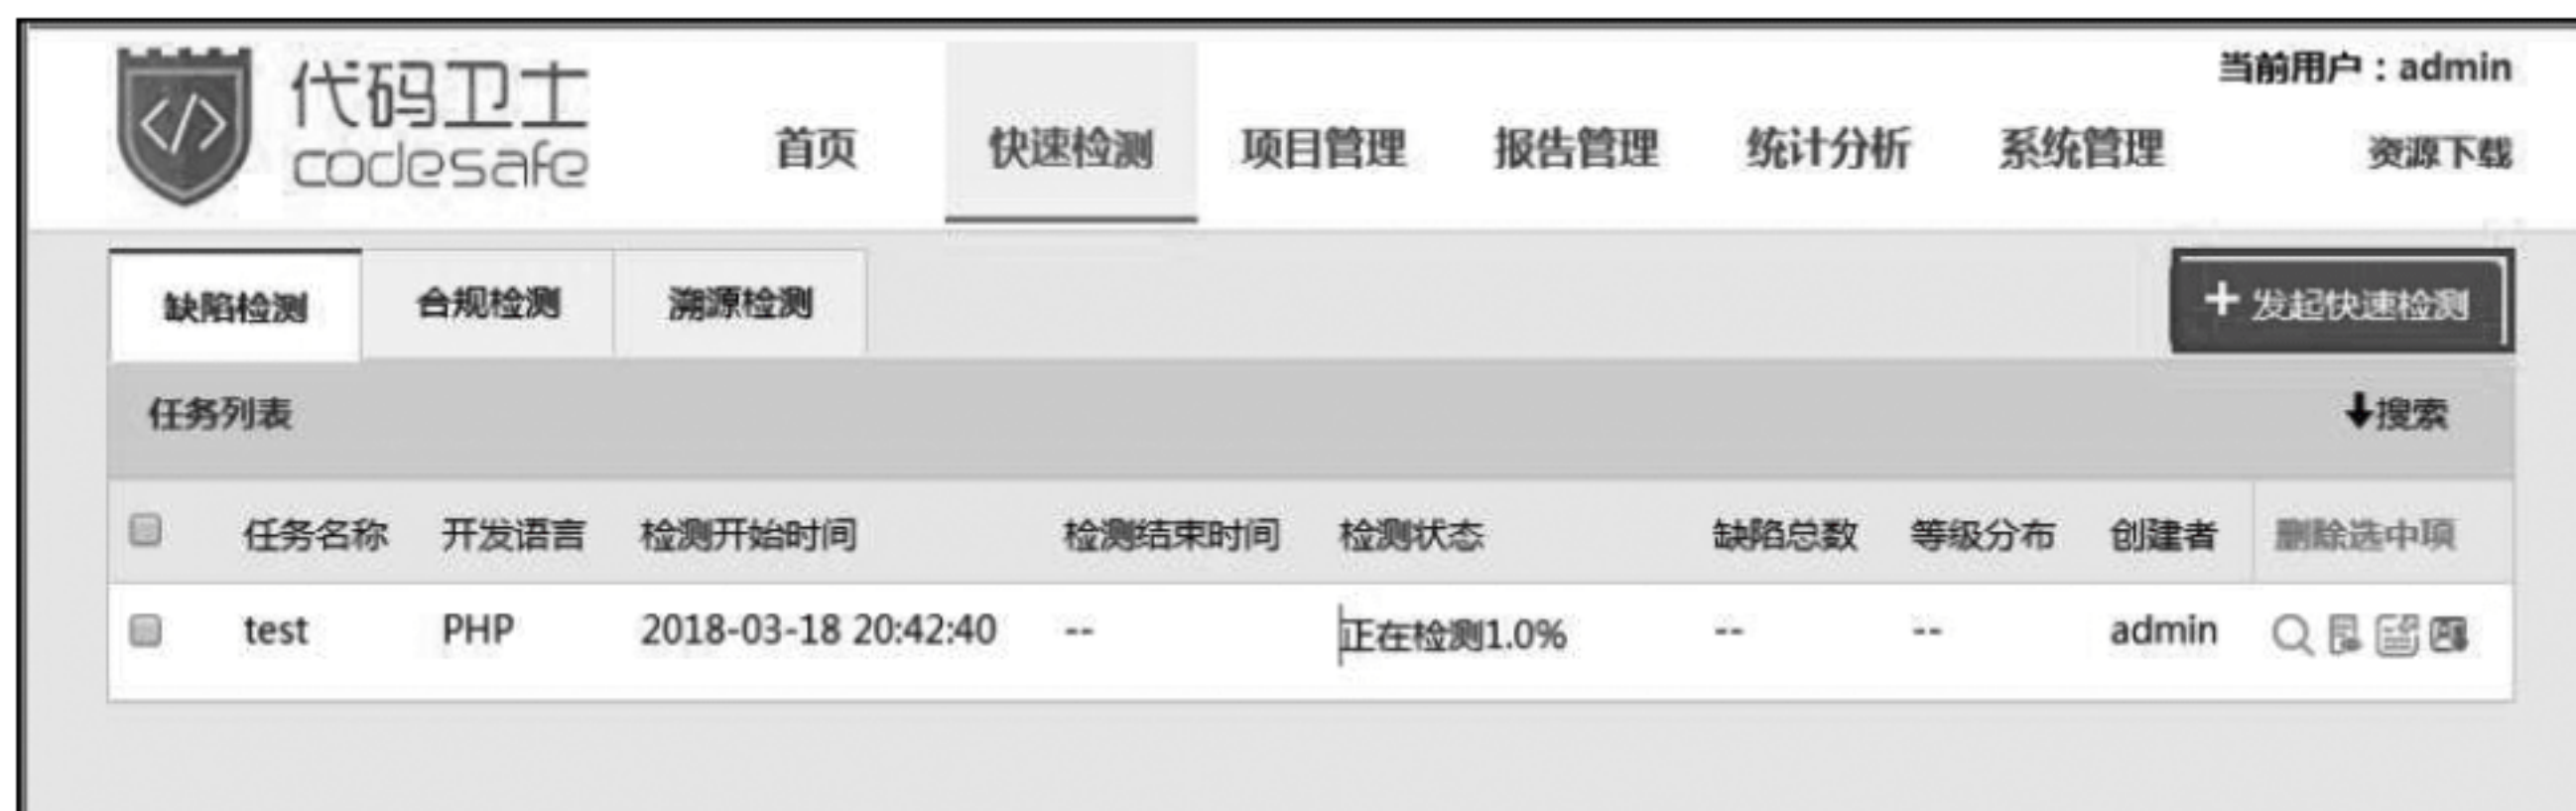 当前用户：admin
代码卫士
codesafe
首页 快速检测 项目管理 报告管理 统计分析 系统管理 资源下载
缺陷检测 合规检测 溯源检测 +发起快速检测
任务列表 搜索
任务名称 开发语言 检测开始时间 检测结束时间 检测状态 缺陷总数 等级分布 创建者 删除选中项
test PHP 2018-03-18 20:42:40 -- 正在检测1.0% -- -- admin